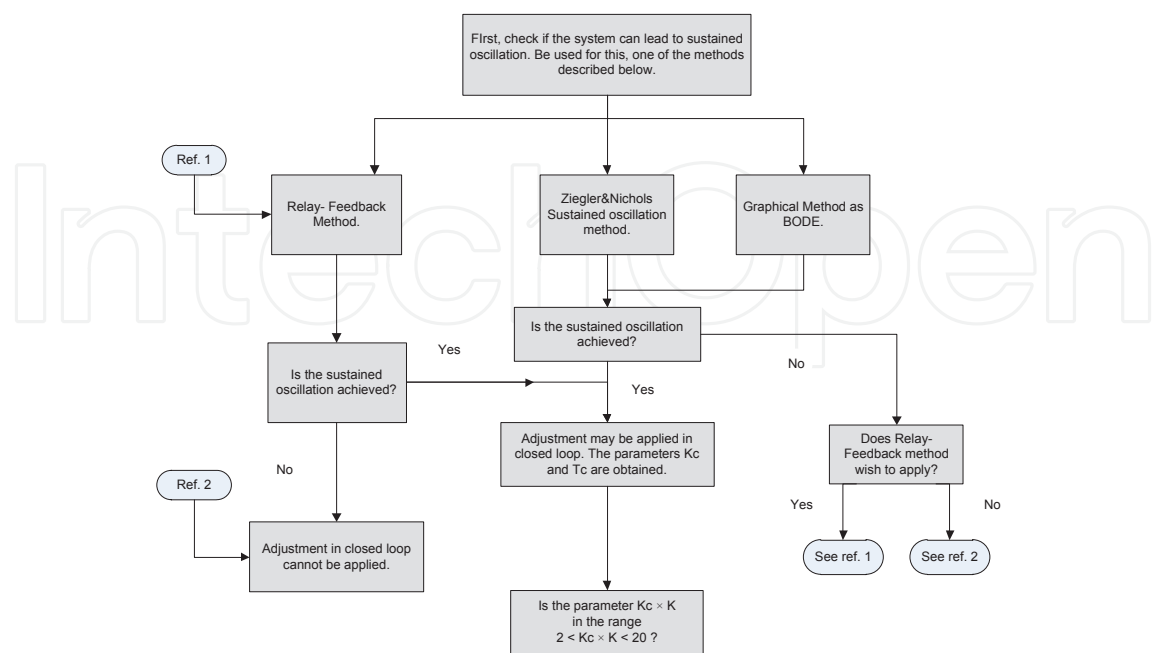 FIrst, check if the system can lead to sustained
oscillation. Be used for this, one of the methods
described below.
Ref. 1
Relay- Feedback
Method.
Ziegler&Nichols
Sustained oscillation
method.
Graphical Method as
BODE.
IntechOpen
Is the sustained oscillation
achieved?
Yes
No
Is the sustained
oscillation achieved?
Yes
Adjustment may be applied in
closed loop. The parameters Kc
and Tc are obtained.
Does Relay-
Feedback method
wish to apply?
No
Ref. 2
Yes
No
Adjustment in closed loop
cannot be applied.
See ref. 1
See ref. 2
Is the parameter Kc × K
in the range
2 < Kc × K < 20 ?